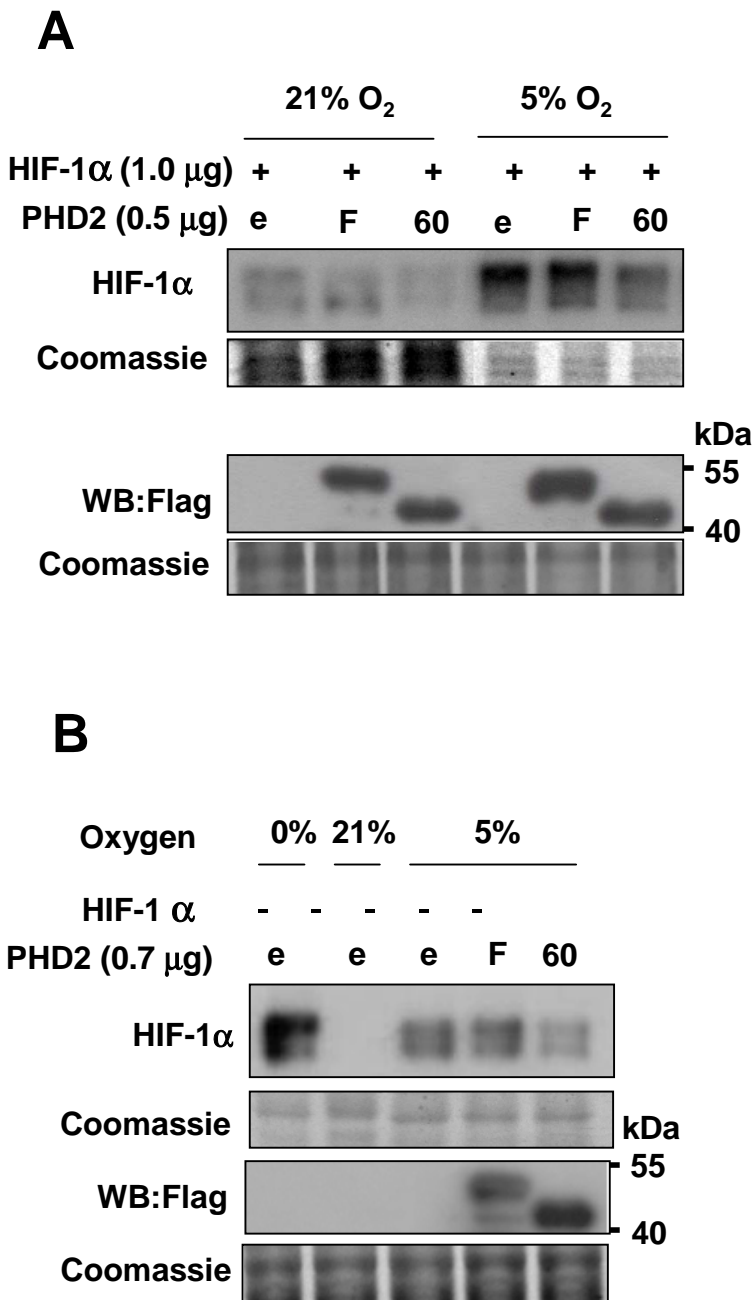 A
21% O2 5% O2
HIF-1α (1.0 μg) + + + + + +
PHD2 (0.5 μg) e F 60 e F 60
HIF-1α
Coomassie
kDa
55
WB:Flag
40
Coomassie
B
Oxygen 0% 21% 5%
HIF-1 α - - - - -
PHD2 (0.7 μg) e e e F 60
HIF-1α
Coomassie
kDa
55
WB:Flag
40
Coomassie